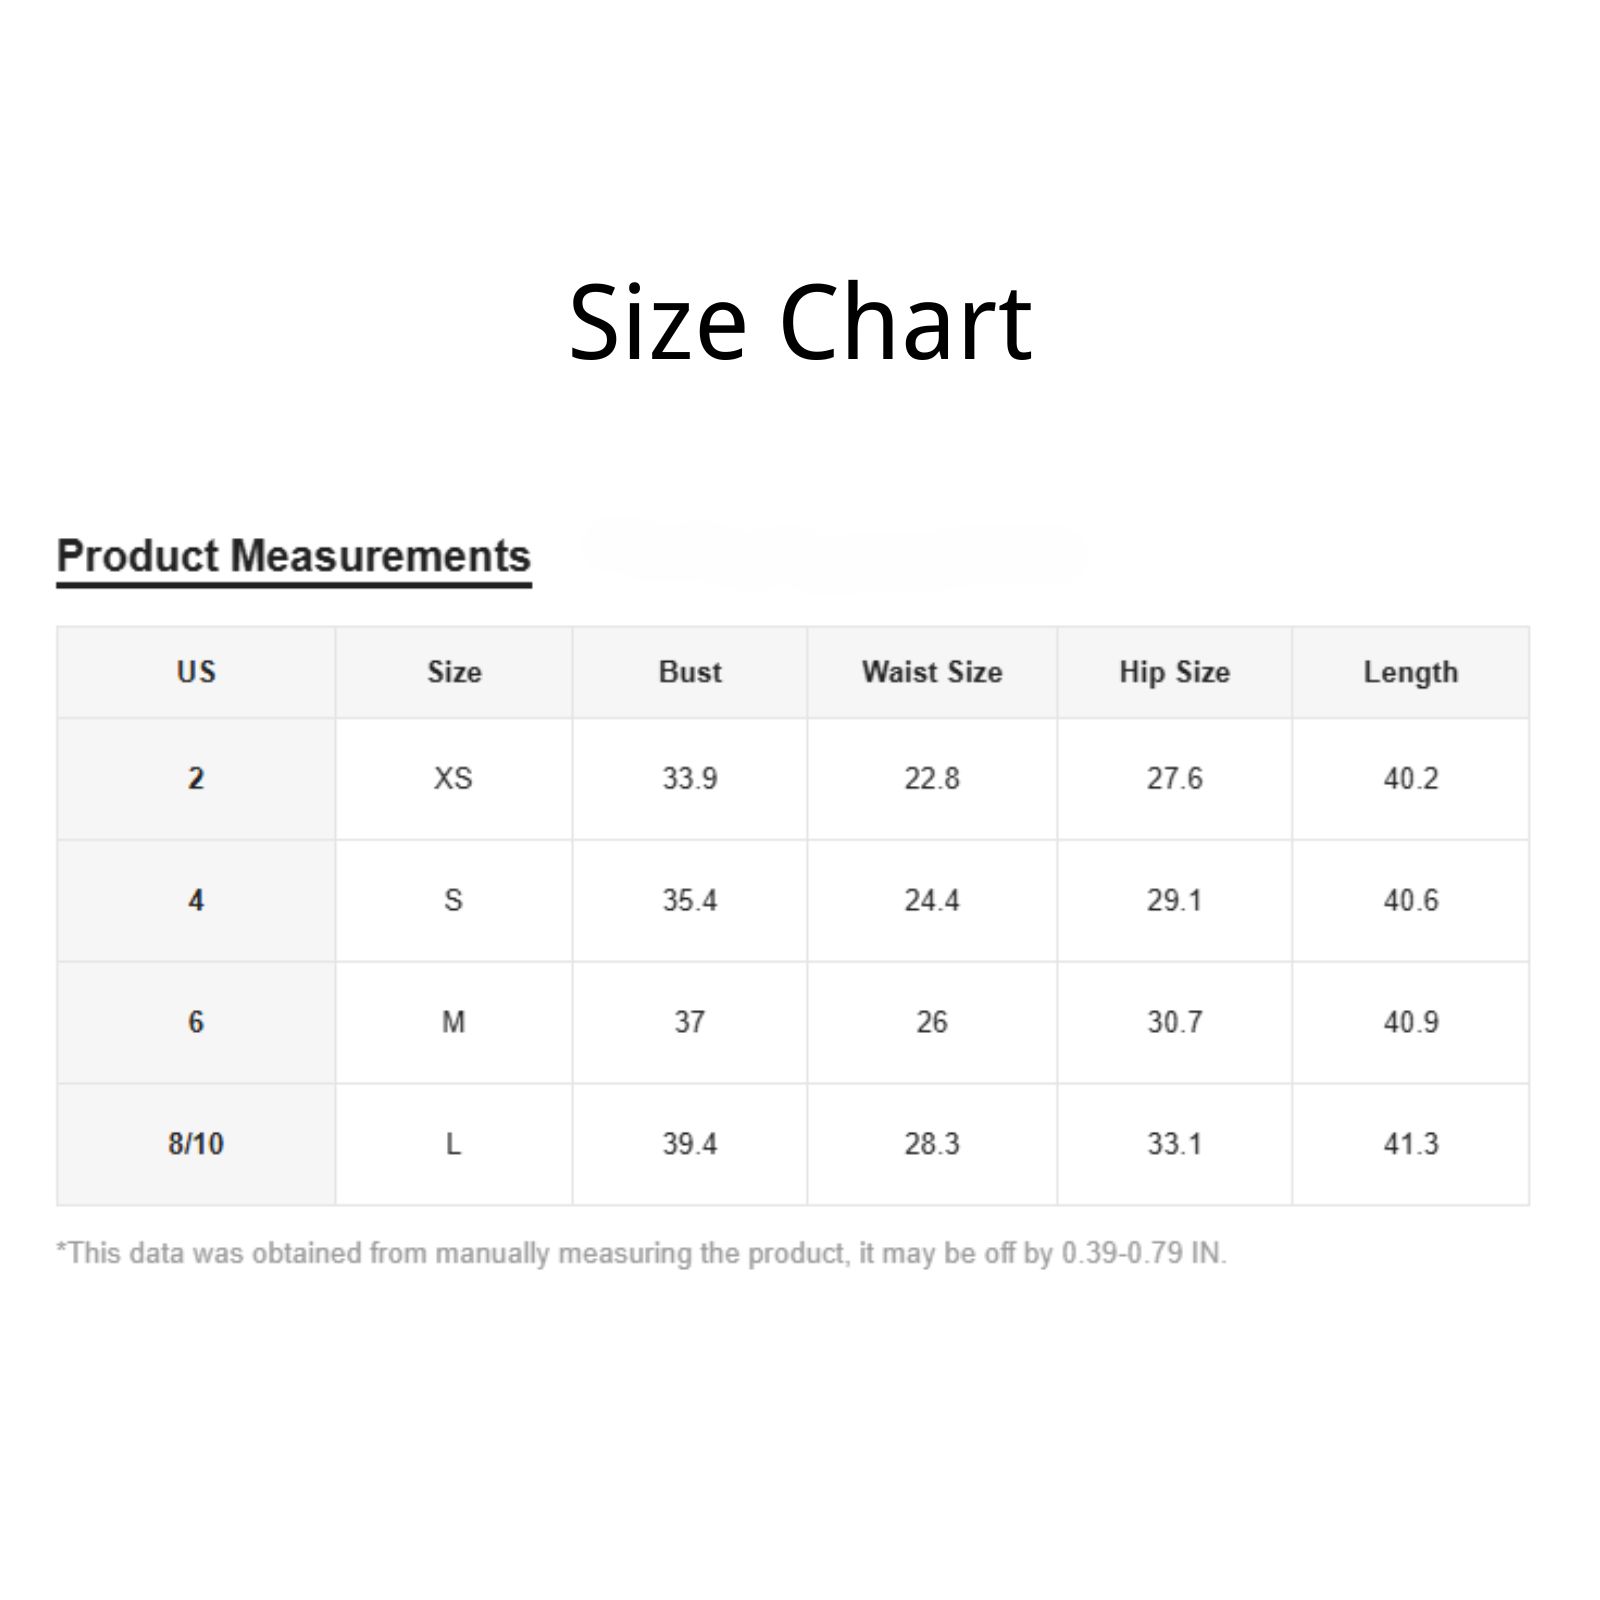 Size Chart
Product Measurements
US Size Bust Waist Size Hip Size Length
2 XS 33.9 22.8 27.6 40.2
4 S 35.4 24.4 29.1 40.6
6 M 37 26 30.7 40.9
8/10 L 39.4 28.3 33.1 41.3
*This data was obtained from manually measuring the product, it may be off by 0.39-0.79 IN.